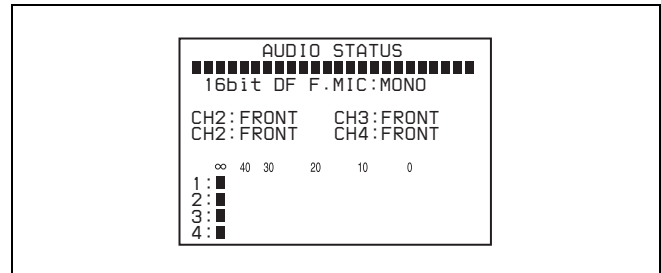 AUDIO STATUS
16bit DF F.MIC:MONO
CH2:FRONT CH3:FRONT
CH2:FRONT CH4:FRONT
∞ 40 30 20 10 0
1:
2:
3:
4: